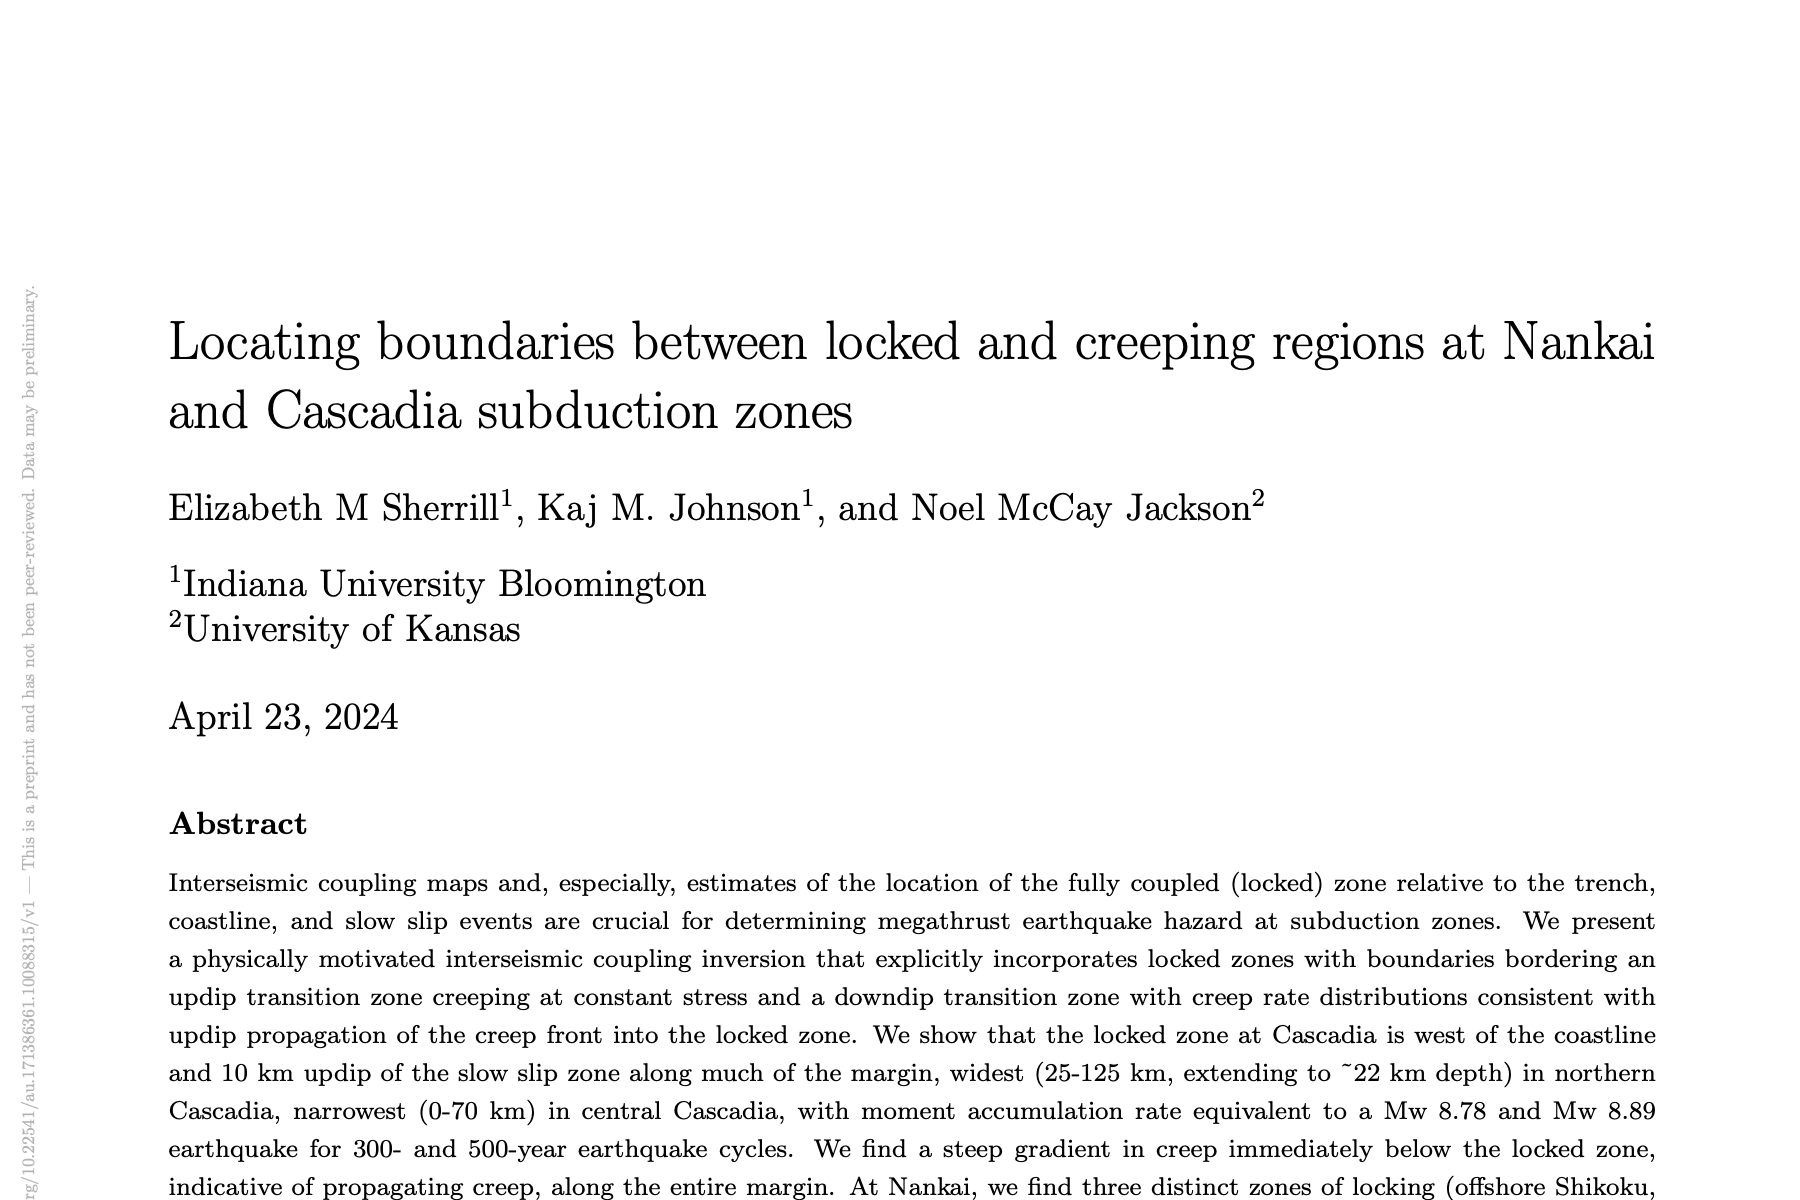 Locating boundaries between locked and creeping regions at Nankai
and Cascadia subduction zones
Elizabeth M Sherrill¹, Kaj M. Johnson¹, and Noel McCay Jackson²
¹Indiana University Bloomington
²University of Kansas
April 23, 2024
Abstract
Interseismic coupling maps and, especially, estimates of the location of the fully coupled (locked) zone relative to the trench,
coastline, and slow slip events are crucial for determining megathrust earthquake hazard at subduction zones. We present
a physically motivated interseismic coupling inversion that explicitly incorporates locked zones with boundaries bordering an
updip transition zone creeping at constant stress and a downdip transition zone with creep rate distributions consistent with
updip propagation of the creep front into the locked zone. We show that the locked zone at Cascadia is west of the coastline
and 10 km updip of the slow slip zone along much of the margin, widest (25-125 km, extending to ~22 km depth) in northern
Cascadia, narrowest (0-70 km) in central Cascadia, with moment accumulation rate equivalent to a Mw 8.78 and Mw 8.89
earthquake for 300- and 500-year earthquake cycles. We find a steep gradient in creep immediately below the locked zone,
indicative of propagating creep, along the entire margin. At Nankai, we find three distinct zones of locking (offshore Shikoku,
rg/10.22541/au.171386361.10088315/v1 — This is a preprint and has not been peer-reviewed. Data may be preliminary.